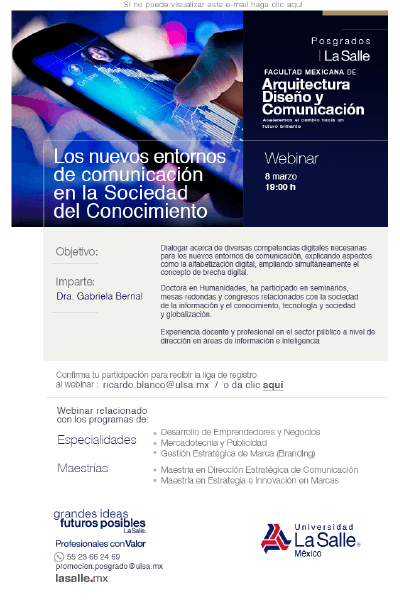 Si no puede visualizar este e-mail haga clic aquí
Posgrados
La Salle
FACULTAD MEXICANA DE
Arquitectura
Diseño y
Comunicación
Aceleramos el cambio hacia un
futuro brillante
Los nuevos entornos
de comunicación
en la Sociedad
del Conocimiento
Webinar
8 marzo
19:00 h
Objetivo:
Dialogar acerca de diversas competencias digitales necesarias
para los nuevos entornos de comunicación, explicando aspectos
como la alfabetización digital, ampliando simultáneamente el
concepto de brecha digital.
Imparte:
Dra. Gabriela Bernal
Doctora en Humanidades, ha participado en seminarios,
mesas redondas y congresos relacionados con la sociedad
de la información y el conocimiento, tecnología y sociedad
y globalización.
Experiencia docente y profesional en el sector público a nivel de
dirección en áreas de información e inteligencia
Confirma tu participación para recibir la liga de registro
al webinar : ricardo.blanco@ulsa.mx / o da clic aquí
Webinar relacionado
con los programas de:
Especialidades
• Desarrollo de Emprendedores y Negocios
• Mercadotecnia y Publicidad
• Gestión Estratégica de Marca (Branding)
Maestrías
• Maestría en Dirección Estratégica de Comunicación
• Maestría en Estrategia e Innovación en Marcas
grandes ideas
futuros posibles
La Salle.
Profesionales con Valor
55 23 66 24 69
promocion.posgrado@ulsa.mx
lasalle.mx
Universidad
La Salle®
México